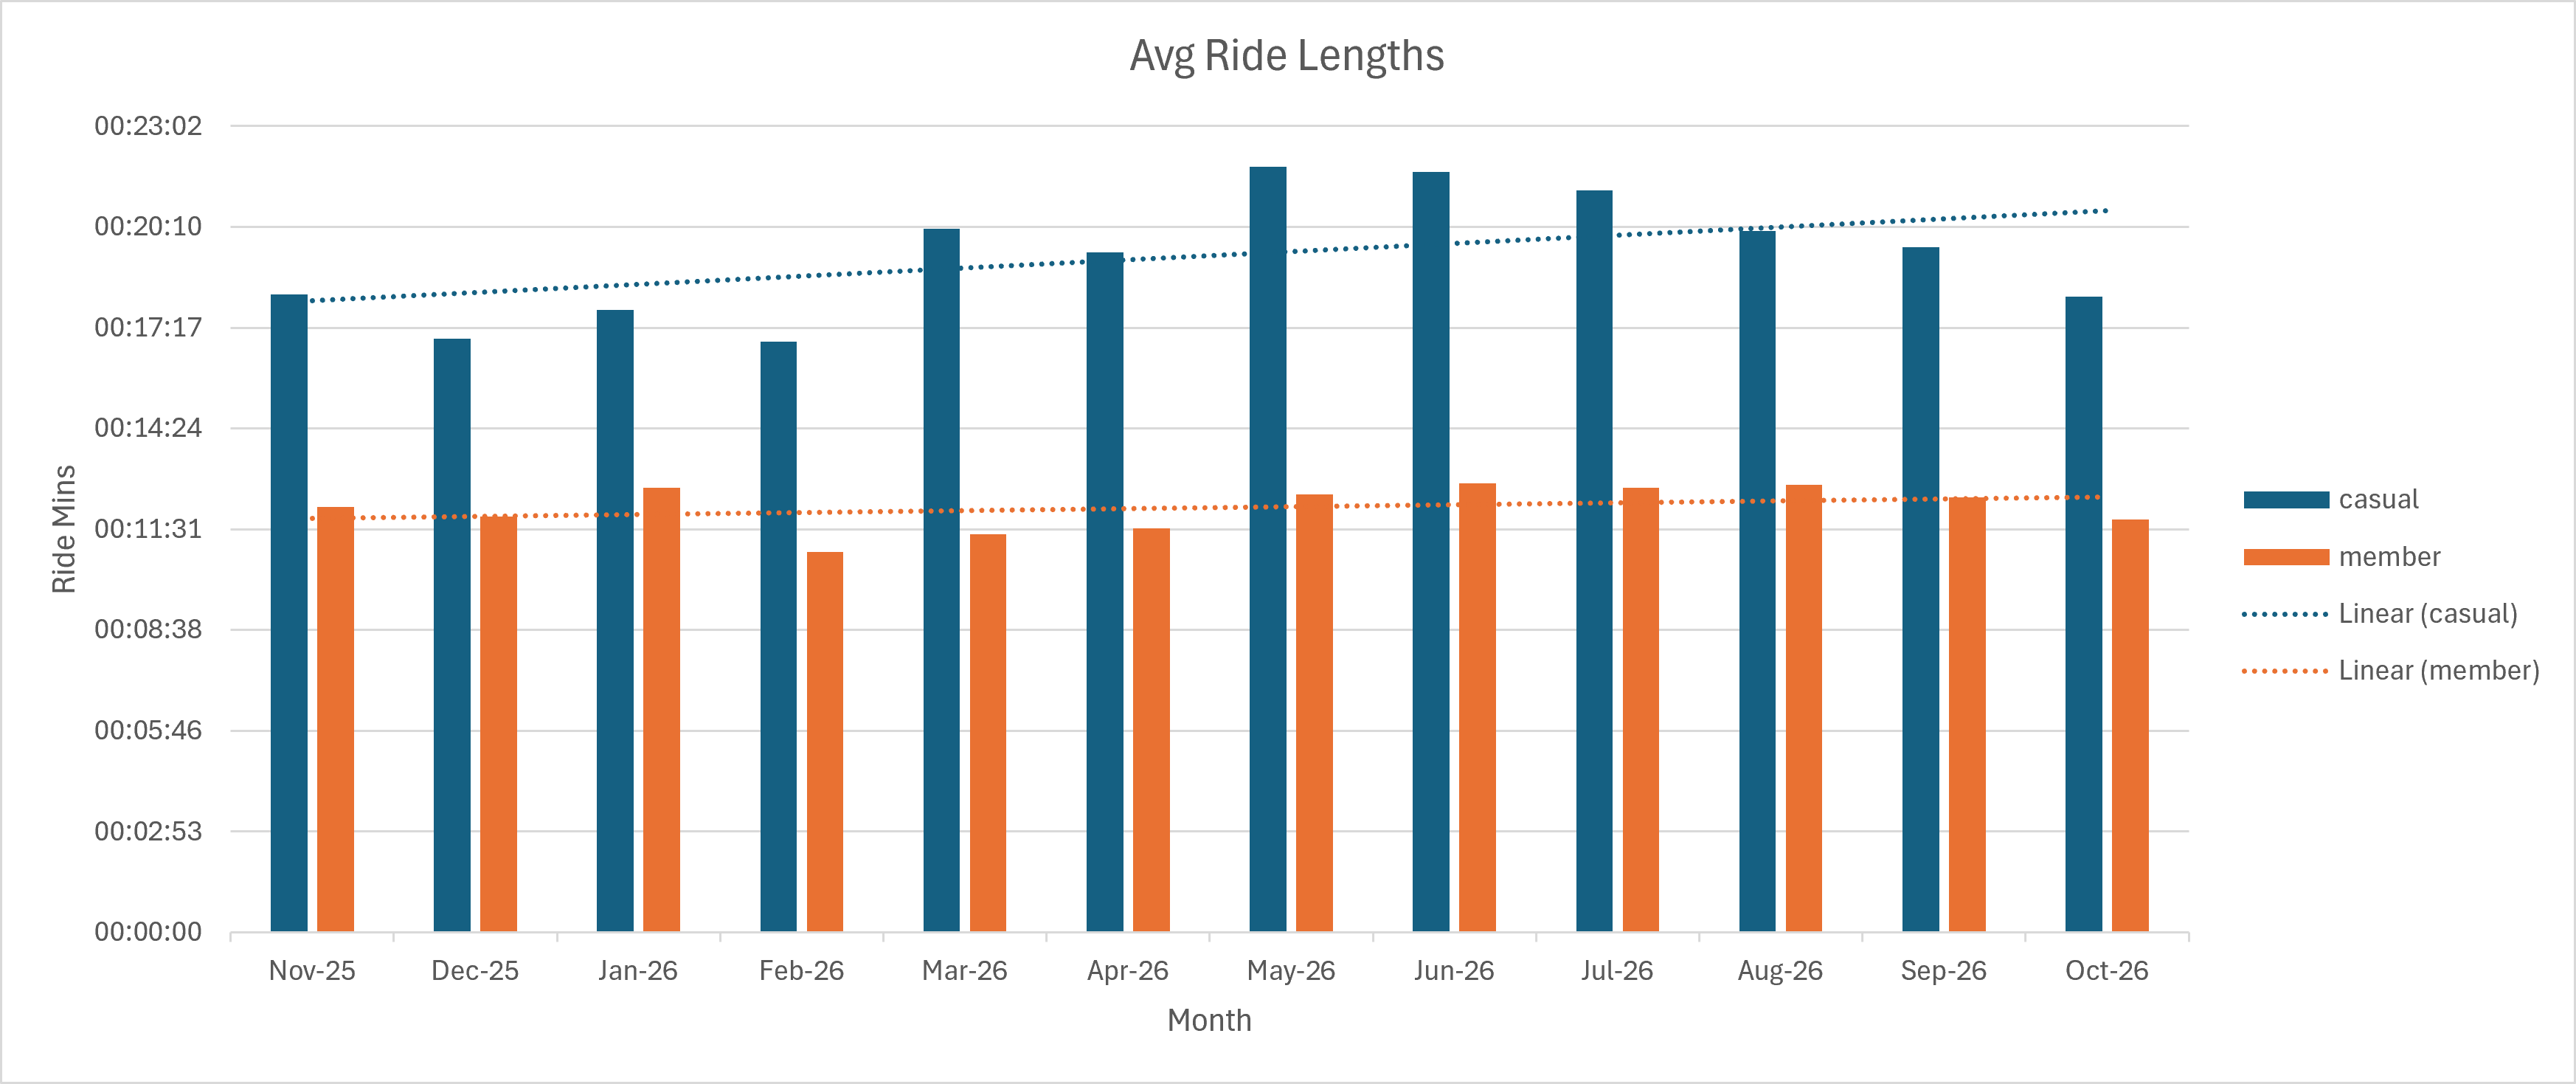 Avg Ride Lengths
00:23:02
00:20:10
00:17:17
00:14:24
00:11:31
00:08:38
00:05:46
00:02:53
00:00:00
Ride Mins
Nov-25 Dec-25 Jan-26 Feb-26 Mar-26 Apr-26 May-26 Jun-26 Jul-26 Aug-26 Sep-26 Oct-26
Month
casual
member
Linear (casual)
Linear (member)